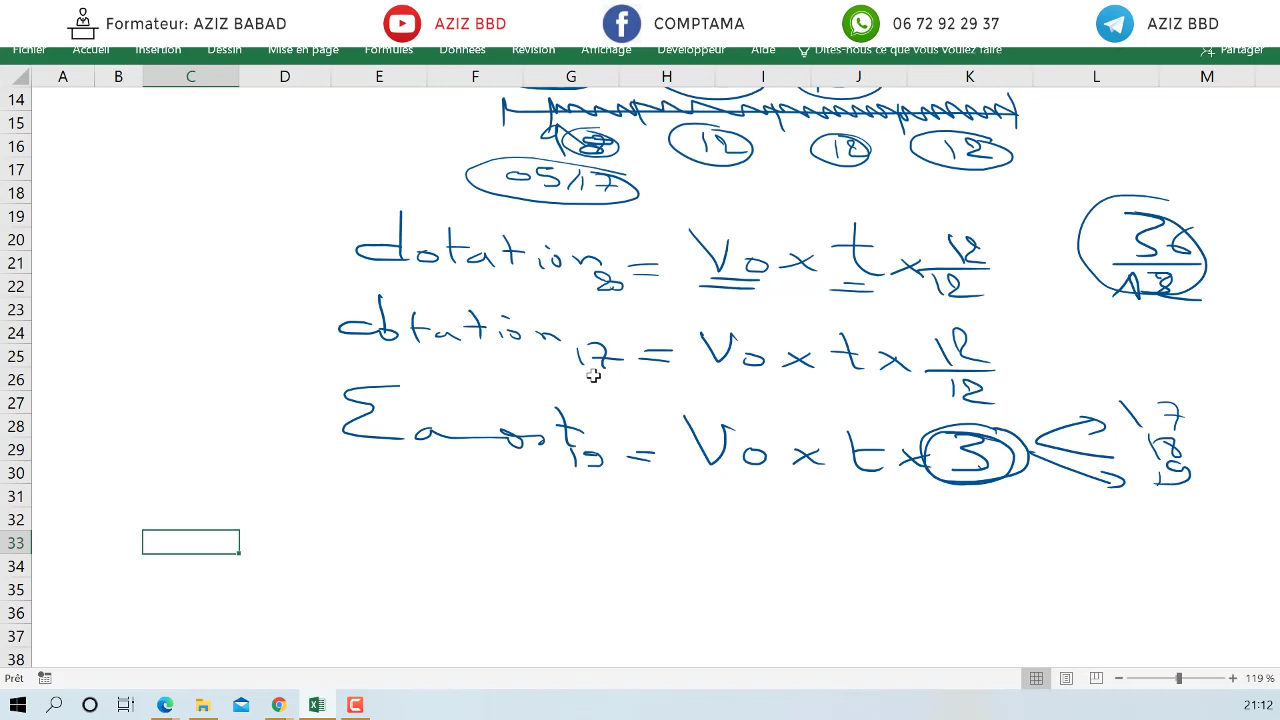 Formateur: AZIZ BABAD AZIZ BBD COMPTAMA 06 72 92 29 37 AZIZ BBD
Fichier Accueil Insertion Dessin Mise en page Formules Données Révision Affichage Développeur Aide Dites-nous ce que vous voulez faire Partager
A B C D E F G H I J K L M
14
15
16 12 12 12
17 05/17
18
19
20 36
21 dotation = Vo x t x 12/12
22
23
24
25 dotation 17 = Vo x t x 12/12
26
27 17
28 18
29 Σ amort 19 = Vo x t x 3 19
30
31
32
33
34
35
36
37
38
Prêt 119 %
21:12